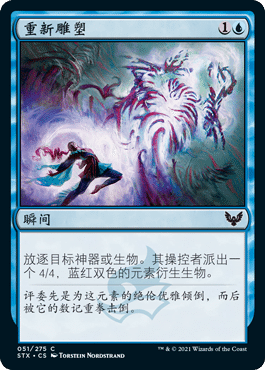 重新雕塑 1
瞬间
放逐目标神器或生物。其操控者派出一
个 4/4，蓝红双色的元素衍生生物。
评委先是为这元素的绝伦优雅倾倒，而后
被它的数记重拳击倒。
051/275 C
STX • CS Torstein Nordstrand
™ & © 2021 Wizards of the Coast